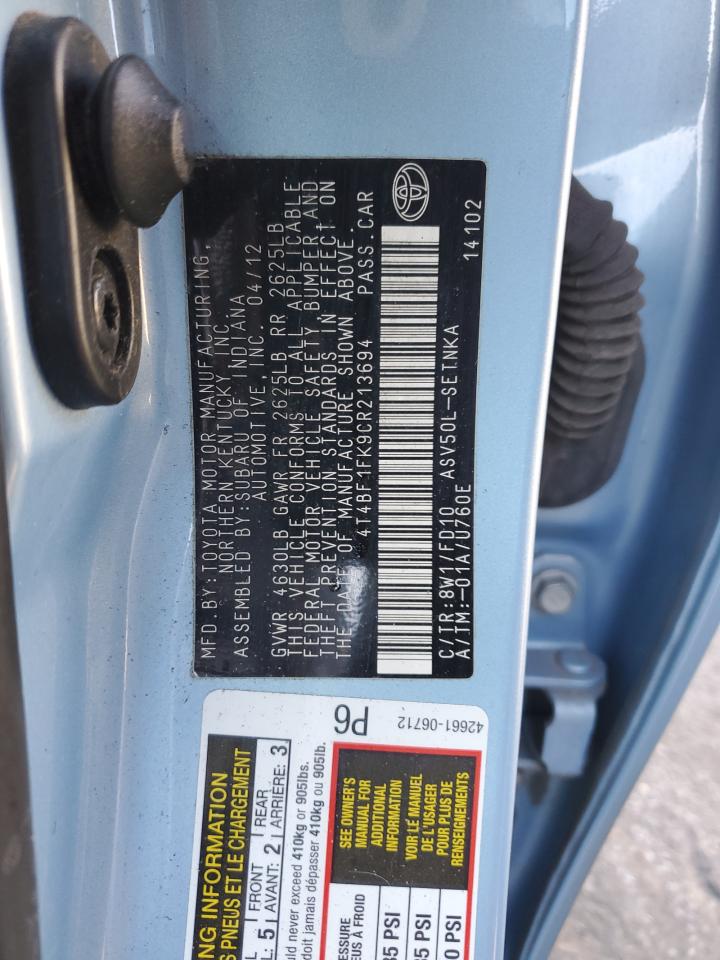 MFD.BY:TOYOTA MOTOR MANUFACTURING,
NORTHERN KENTUCKY, INC.
ASSEMBLED BY:SUBARU OF INDIANA
AUTOMOTIVE,INC. 04/12
GVWR 4630LB GAWR FR 2625LB RR 2625LB
THIS VEHICLE CONFORMS TO ALL APPLICABLE
FEDERAL MOTOR VEHICLE SAFETY, BUMPER,AND
THEFT PREVENTION STANDARDS IN EFFECT ON
THE DATE OF MANUFACTURE SHOWN ABOVE.
4T4BF1FK9CR213694 PASS.CAR
C/TR:8W1/FD10 ASV50L-SETNKA
A/TM:-01A/U760E 14102
NG INFORMATION
S PNEUS ET LE CHARGEMENT
5 FRONT 2 REAR 3
AVANT: ARRIÈRE:
uld never exceed 410kg or 905lbs.
doit jamais dépasser 410kg ou 905lb.
P6
42661-06712
SEE OWNER'S
MANUAL FOR
ADDITIONAL
INFORMATION
VOIR LE MANUEL
DE L'USAGER
POUR PLUS DE
RENSEIGNEMENTS
ESSURE
EUS À FROID
35 PSI
35 PSI
0 PSI